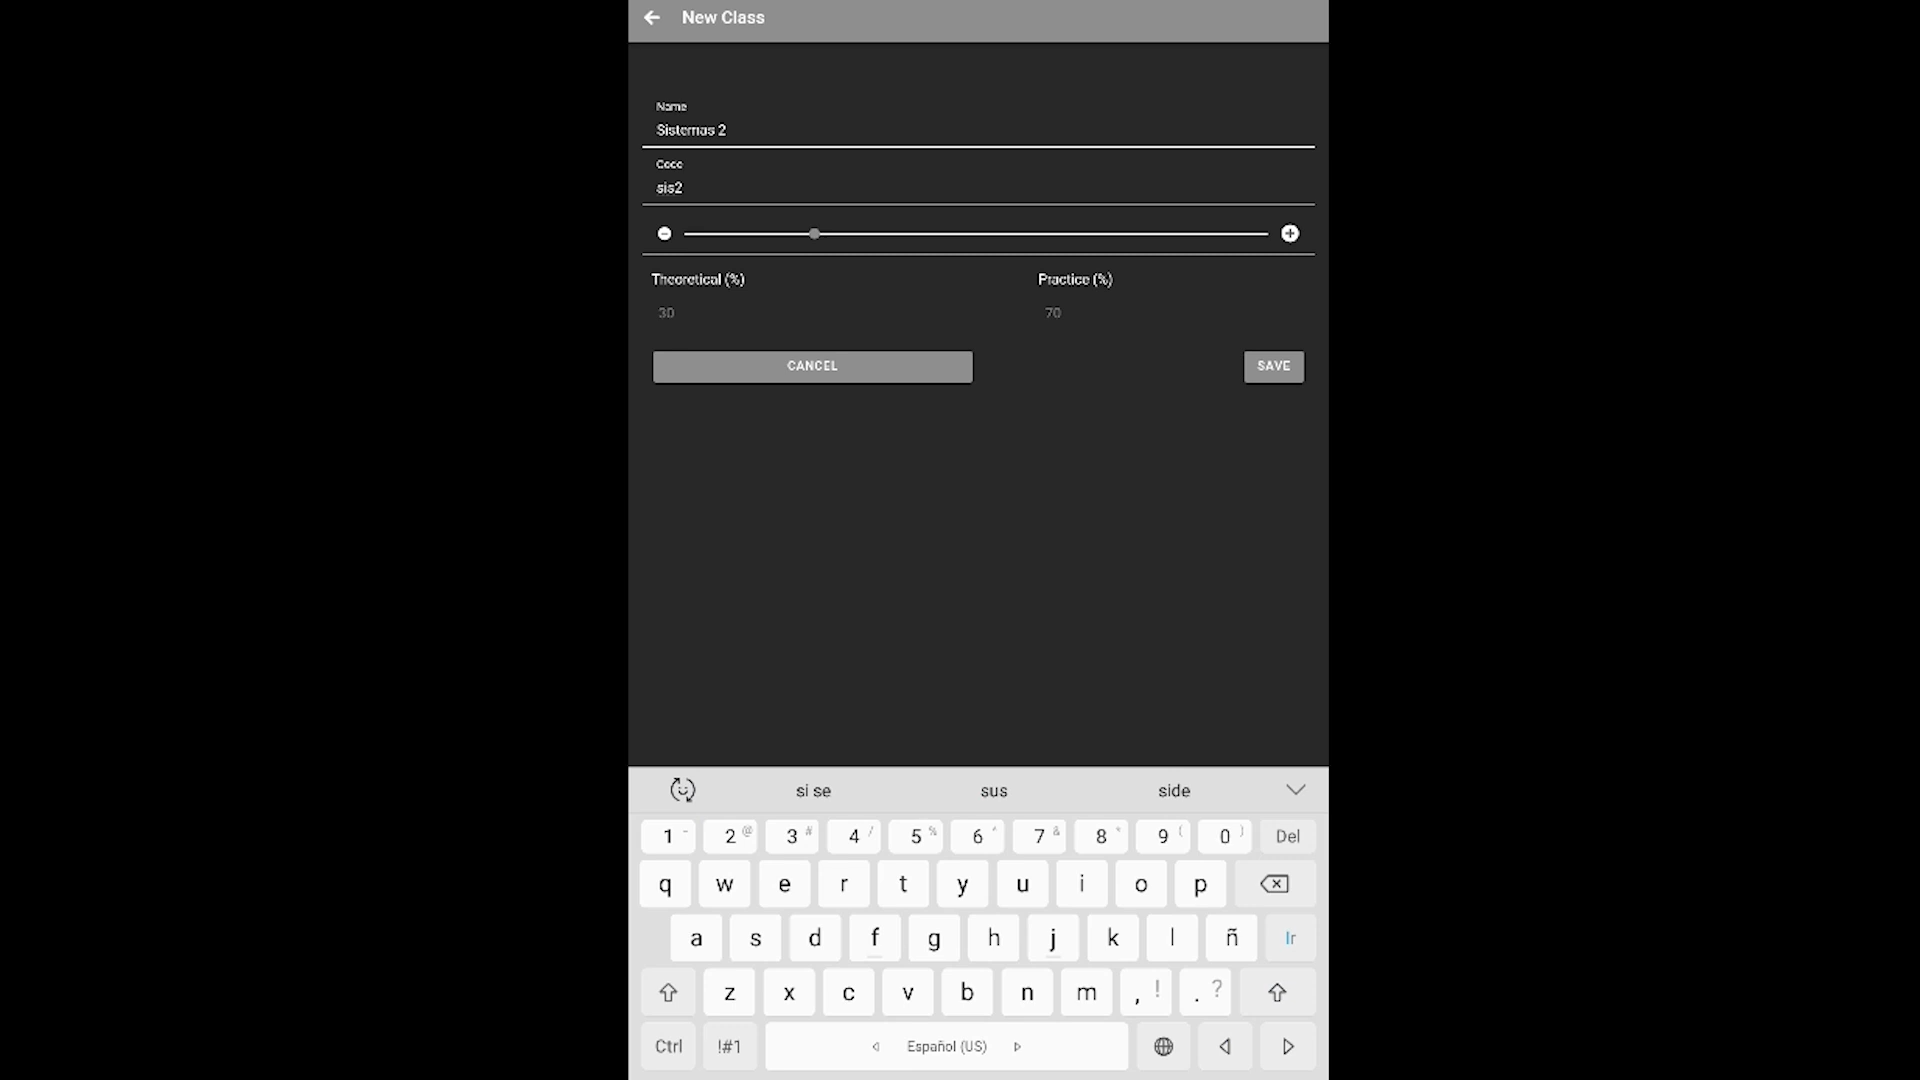 New Class
Name
Sistemas 2
Code
sis2
Theoretical (%)
Practice (%)
30
70
CANCEL
SAVE
si se
sus
side
1 2 @ 3 # 4 / 5 % 6 ^ 7 & 8 * 9 ( 0 ) Del
q w e r t y u i o p
a s d f g h j k l ñ Ir
z x c v b n m , ! . ?
Ctrl !#1 Español (US)